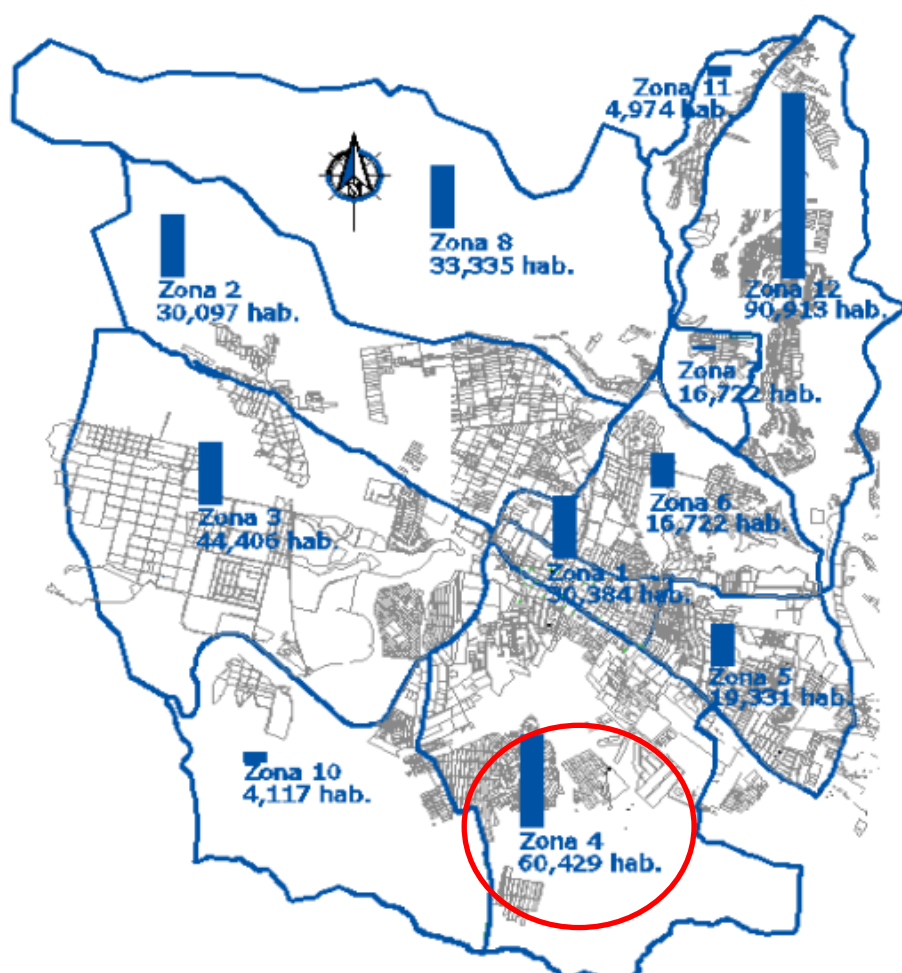 Zona 11
4,974 hab.
Zona 8
33,335 hab.
Zona 2
30,097 hab.
Zona 12
90,913 hab.
Zona 7
16,722 hab.
Zona 3
44,406 hab.
Zona 6
16,722 hab.
Zona 1
30,384 hab.
Zona 5
19,331 hab.
Zona 10
4,117 hab.
Zona 4
60,429 hab.